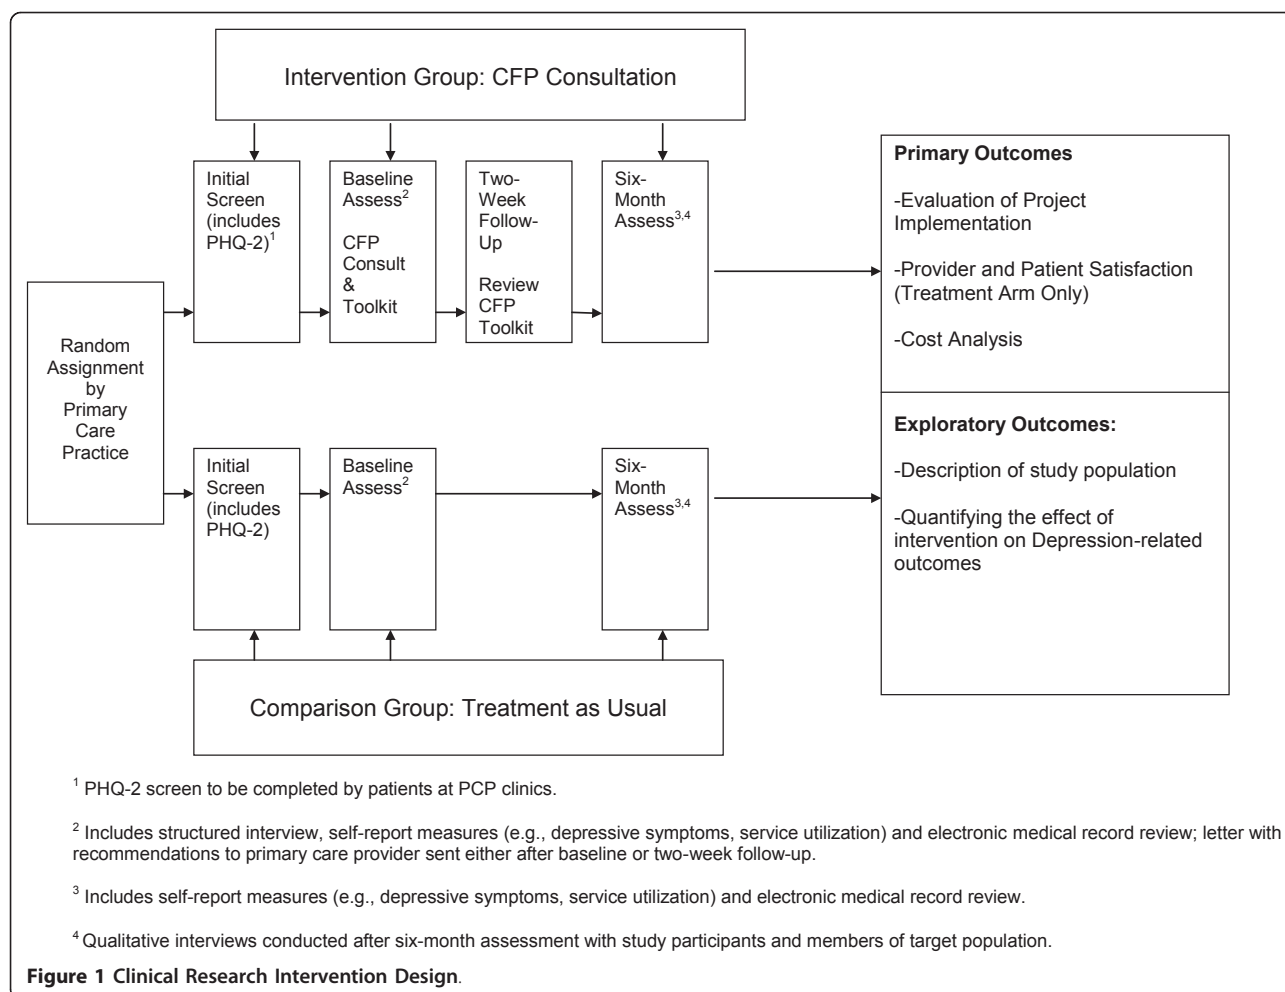 Intervention Group: CFP Consultation
Initial
Screen
(includes
PHQ-2)1
Baseline
Assess2
CFP
Consult
&
Toolkit
Two-
Week
Follow-
Up
Review
CFP
Toolkit
Six-
Month
Assess3,4
Primary Outcomes
-Evaluation of Project
Implementation
-Provider and Patient Satisfaction
(Treatment Arm Only)
-Cost Analysis
Random
Assignment
by
Primary
Care
Practice
Initial
Screen
(includes
PHQ-2)
Baseline
Assess2
Six-
Month
Assess3,4
Exploratory Outcomes:
-Description of study population
-Quantifying the effect of
intervention on Depression-related
outcomes
Comparison Group: Treatment as Usual
1 PHQ-2 screen to be completed by patients at PCP clinics.
2 Includes structured interview, self-report measures (e.g., depressive symptoms, service utilization) and electronic medical record review; letter with
recommendations to primary care provider sent either after baseline or two-week follow-up.
3 Includes self-report measures (e.g., depressive symptoms, service utilization) and electronic medical record review.
4 Qualitative interviews conducted after six-month assessment with study participants and members of target population.
Figure 1 Clinical Research Intervention Design.